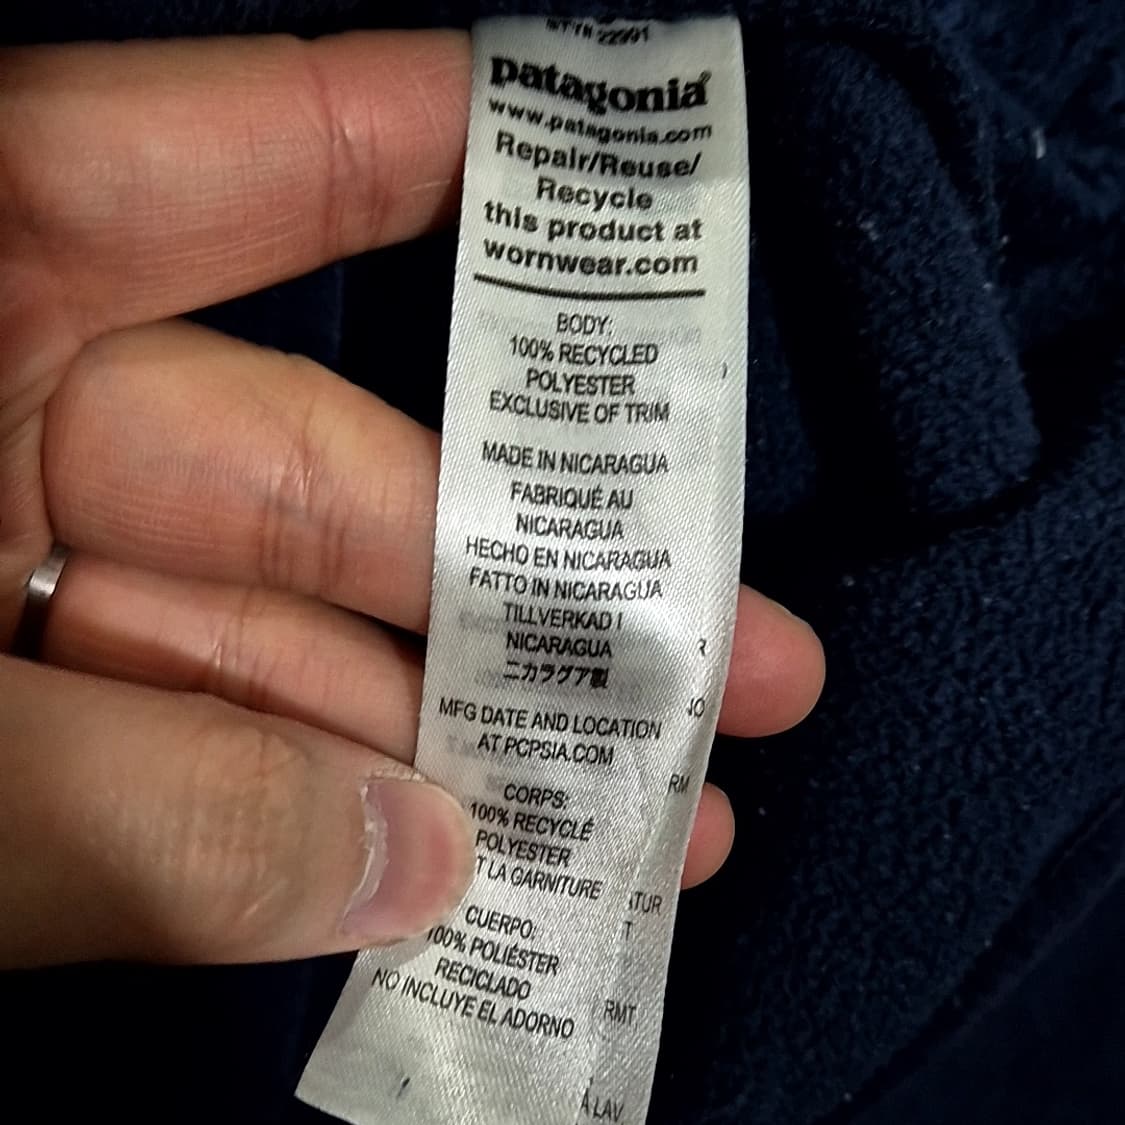 22991
patagonia®
www.patagonia.com
Repair/Reuse/
Recycle
this product at
wornwear.com
BODY:
100% RECYCLED
POLYESTER
EXCLUSIVE OF TRIM
MADE IN NICARAGUA
FABRIQUÉ AU
NICARAGUA
HECHO EN NICARAGUA
FATTO IN NICARAGUA
TILLVERKAD I
NICARAGUA
ニカラグア製
MFG DATE AND LOCATION
AT PCPSIA.COM
CORPS:
100% RECYCLÉ
POLYESTER
T LA GARNITURE
CUERPO:
100% POLIÉSTER
RECICLADO
NO INCLUYE EL ADORNO